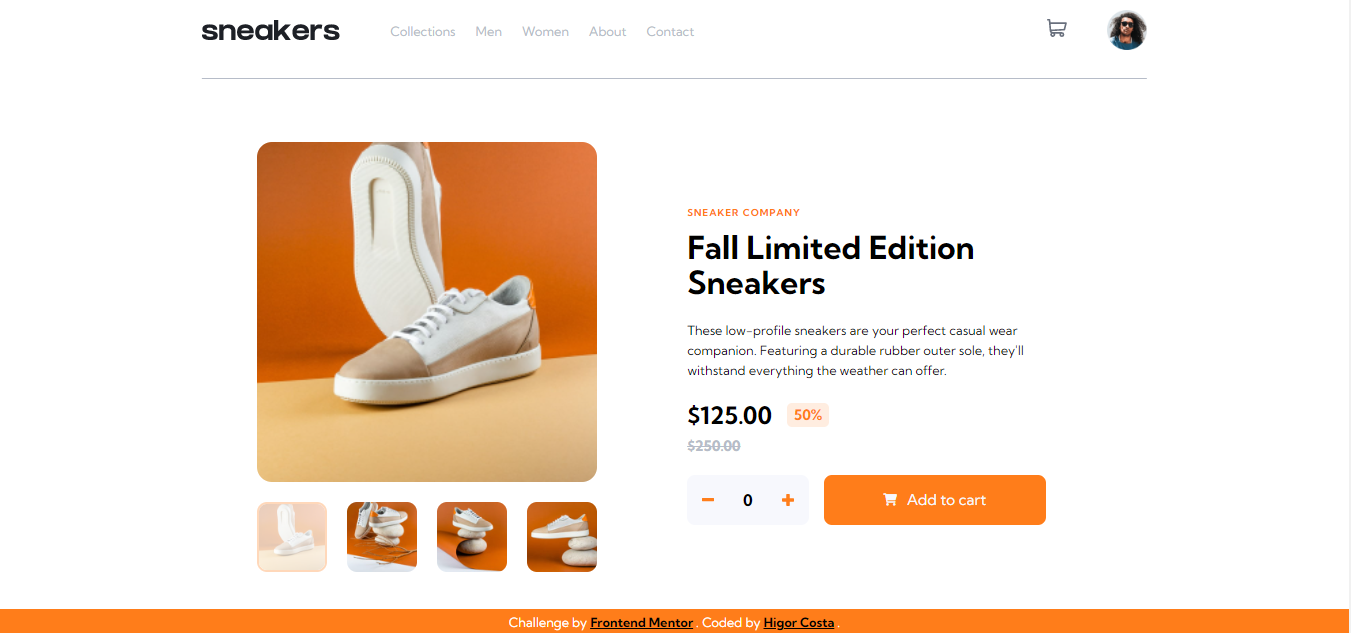 sneakers Collections Men Women About Contact
SNEAKER COMPANY
Fall Limited Edition
Sneakers
These low-profile sneakers are your perfect casual wear
companion. Featuring a durable rubber outer sole, they'll
withstand everything the weather can offer.
$125.00 50%
$250.00
0 Add to cart
Challenge by Frontend Mentor . Coded by Higor Costa .